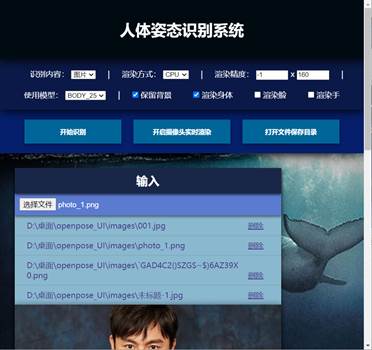 人体姿态识别系统
识别内容： 图片 | 渲染方式： CPU | 渲染精度： -1 x 160 |
使用模型： BODY_25 | 保留背景 渲染身体 渲染脸 渲染手
开始识别 开启摄像头实时渲染 打开文件保存目录
输入
选择文件 photo_1.png
D:\桌面\openpose_UI\images\001.jpg 删除
D:\桌面\openpose_UI\images\photo_1.png 删除
D:\桌面\openpose_UI\images\`GAD4C2()SZGS~$)6AZ39X
0.png 删除
D:\桌面\openpose_UI\images\未标题-1.jpg 删除